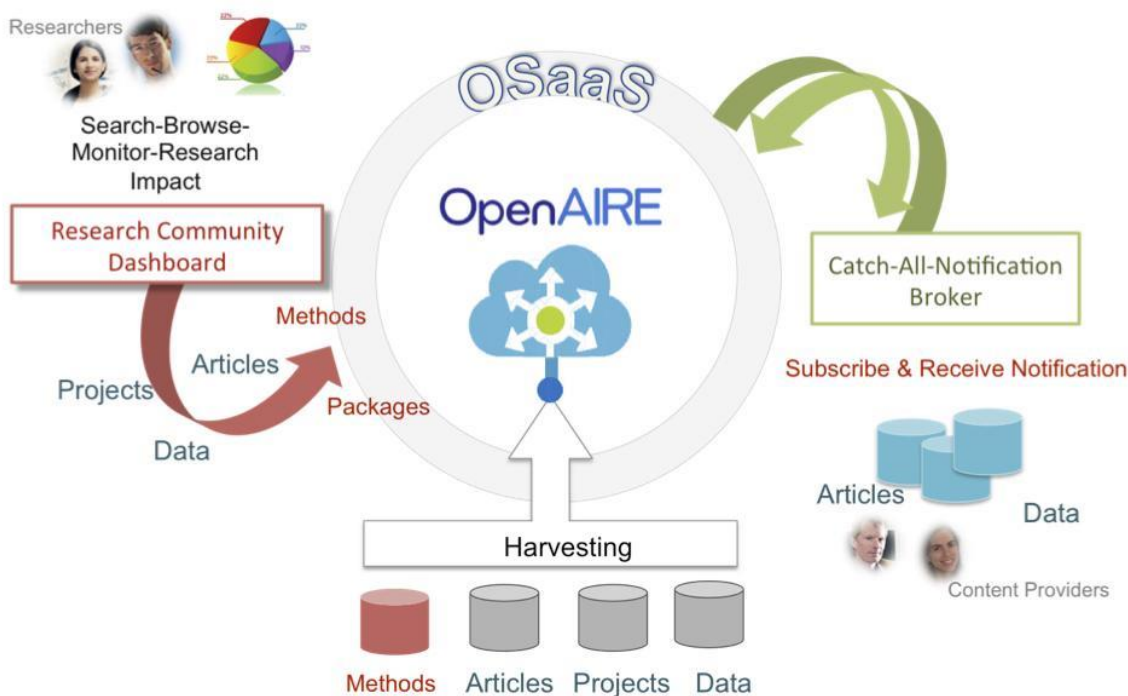 Researchers
Search-Browse-
Monitor-Research
Impact
Research Community
Dashboard
Methods
Articles
Projects
Packages
Data
OSaaS
OpenAIRE
Catch-All-Notification
Broker
Subscribe & Receive Notification
Articles
Data
Content Providers
Harvesting
Methods
Articles
Projects
Data